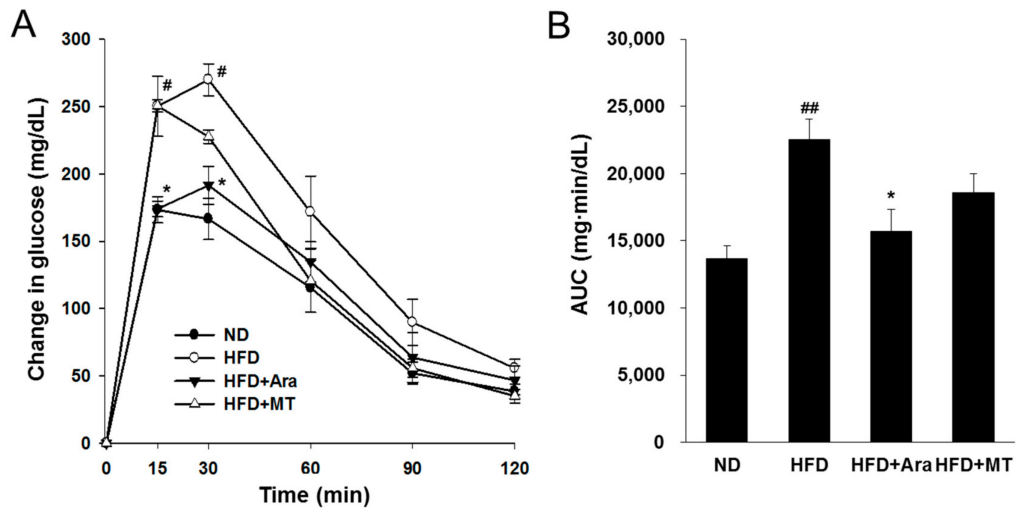 A
Change in glucose (mg/dL)
300
250
200
150
100
50
0
#
#
*
*
ND
HFD
HFD+Ara
HFD+MT
0 15 30 60 90 120
Time (min)
B
AUC (mg·min/dL)
30,000
25,000
20,000
15,000
10,000
5,000
0
##
*
ND HFD HFD+Ara HFD+MT